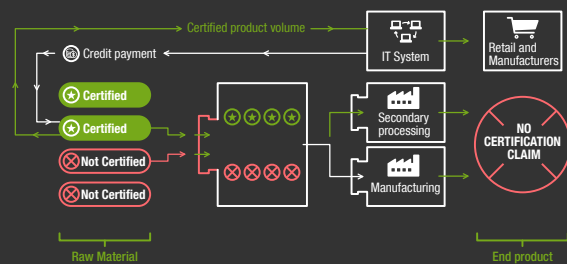 Certified product volume
Credit payment
IT System
Retail and
Manufacturers
Certified
Certified
Not Certified
Not Certified
Secondary
processing
Manufacturing
NO
CERTIFICATION
CLAIM
Raw Material
End product